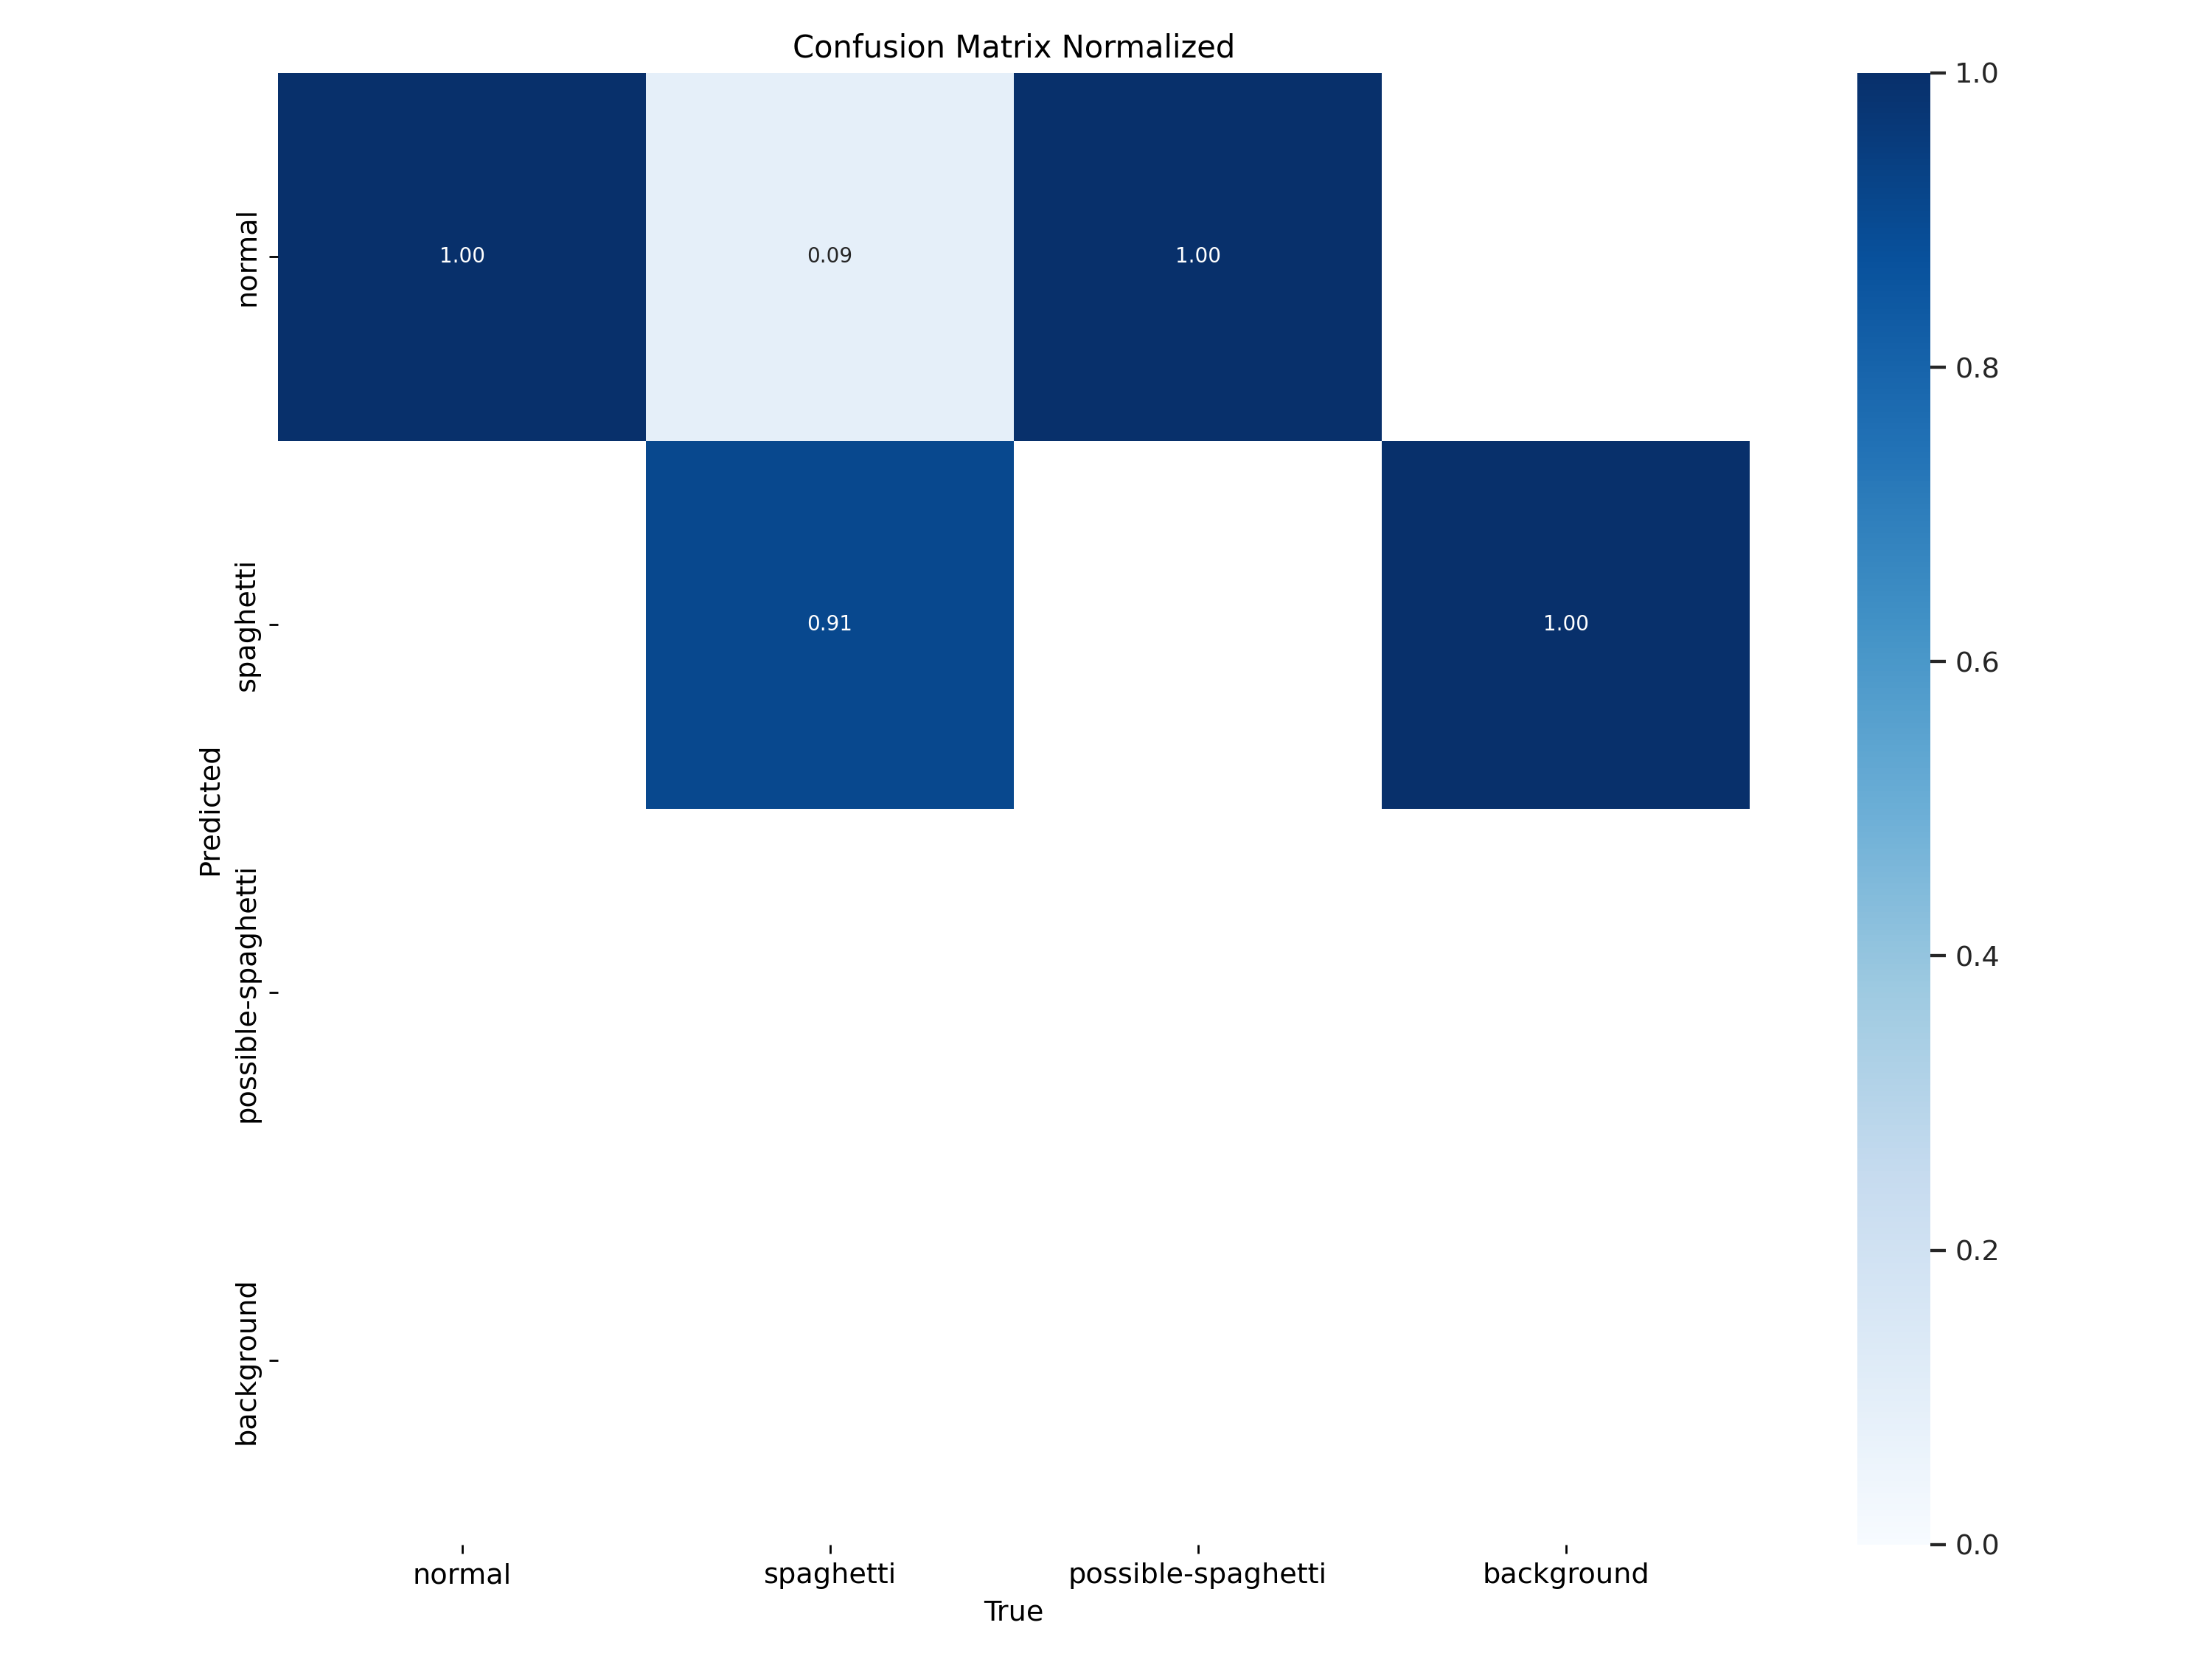 Confusion Matrix Normalized
normal
spaghetti
possible-spaghetti
background
Predicted
1.00
0.09
1.00
0.91
1.00
1.0
0.8
0.6
0.4
0.2
0.0
normal
spaghetti
possible-spaghetti
background
True